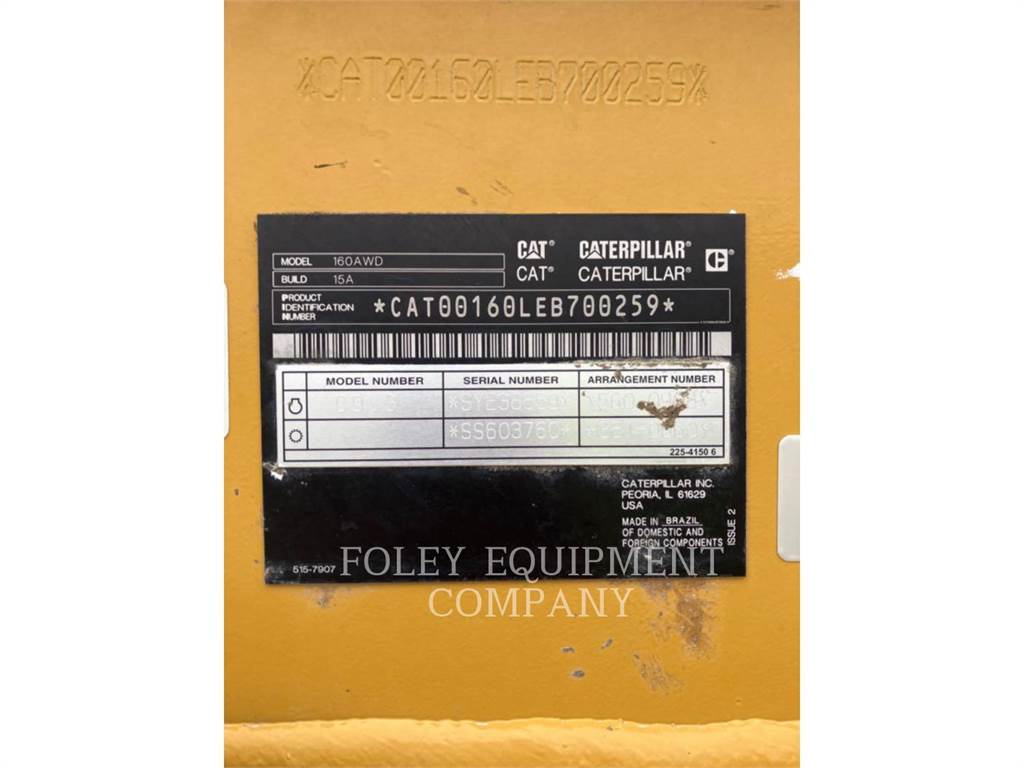 *CAT00160LEB700259*
CAT® CATERPILLAR®
CAT® CATERPILLAR® ®
MODEL 160AWD
BUILD 15A
PRODUCT IDENTIFICATION NUMBER *CAT00160LEB700259*
MODEL NUMBER SERIAL NUMBER ARRANGEMENT NUMBER
*SS603760*
225-4150 6
CATERPILLAR INC.
PEORIA, IL 61629
USA
MADE IN BRAZIL
OF DOMESTIC AND
FOREIGN COMPONENTS
ISSUE 2
515-7907
FOLEY EQUIPMENT
COMPANY